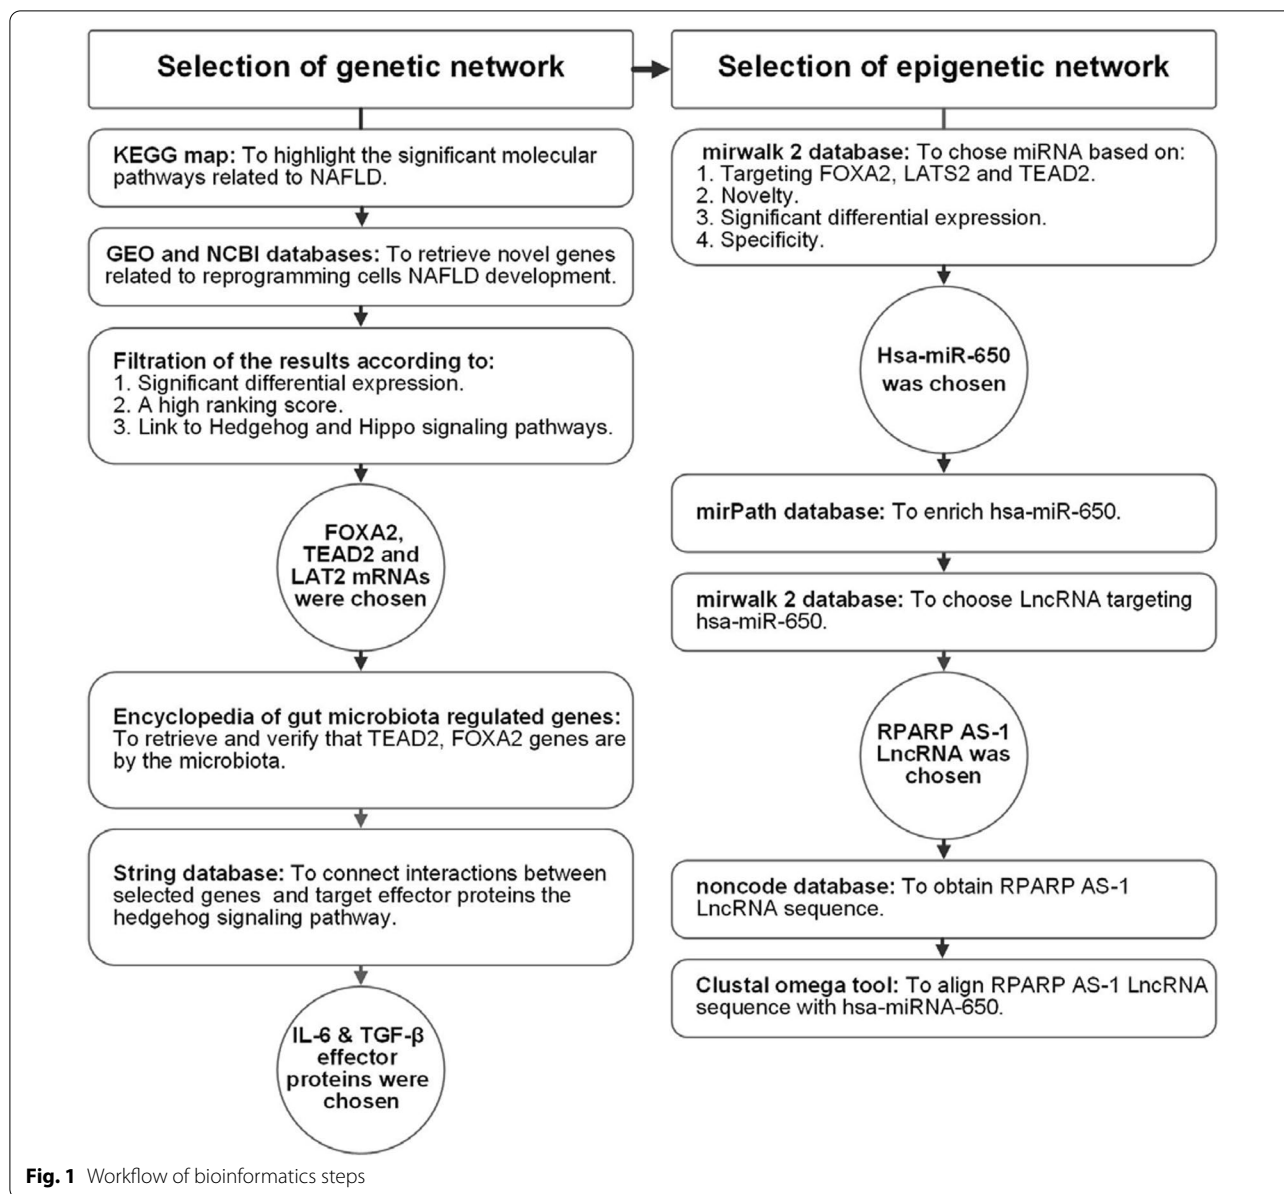 Selection of genetic network
KEGG map: To highlight the significant molecular
pathways related to NAFLD.
GEO and NCBI databases: To retrieve novel genes
related to reprogramming cells NAFLD development.
Filtration of the results according to:
1. Significant differential expression.
2. A high ranking score.
3. Link to Hedgehog and Hippo signaling pathways.
FOXA2,
TEAD2 and
LAT2 mRNAs
were chosen
Encyclopedia of gut microbiota regulated genes:
To retrieve and verify that TEAD2, FOXA2 genes are
by the microbiota.
String database: To connect interactions between
selected genes and target effector proteins the
hedgehog signaling pathway.
IL-6 & TGF-β
effector
proteins were
chosen
Selection of epigenetic network
mirwalk 2 database: To chose miRNA based on:
1. Targeting FOXA2, LATS2 and TEAD2.
2. Novelty.
3. Significant differential expression.
4. Specificity.
Hsa-miR-650
was chosen
mirPath database: To enrich hsa-miR-650.
mirwalk 2 database: To choose LncRNA targeting
hsa-miR-650.
RPARP AS-1
LncRNA was
chosen
noncode database: To obtain RPARP AS-1
LncRNA sequence.
Clustal omega tool: To align RPARP AS-1 LncRNA
sequence with hsa-miRNA-650.
Fig. 1 Workflow of bioinformatics steps